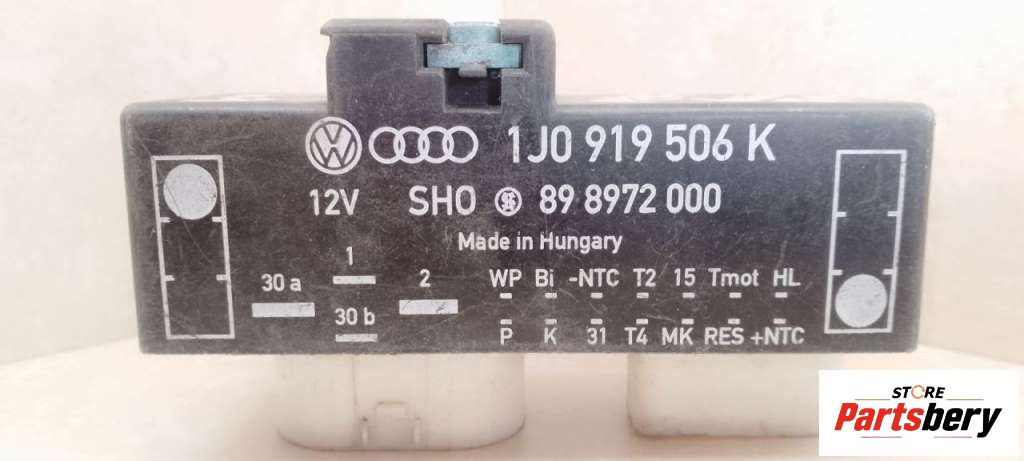 1J0 919 506 K
12V SHO 89 8972 000
Made in Hungary
1 2
30 a
30 b
WP Bi -NTC T2 15 Tmot HL
P K 31 T4 MK RES +NTC
STORE
Partsbery